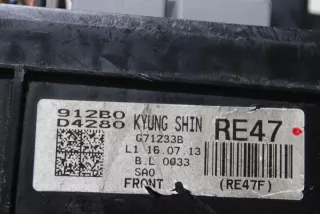 912B0
D4280
KYUNG SHIN
G71233B
L1 16.07.13
B.L 0033
SA0
FRONT
RE47
(RE47F)